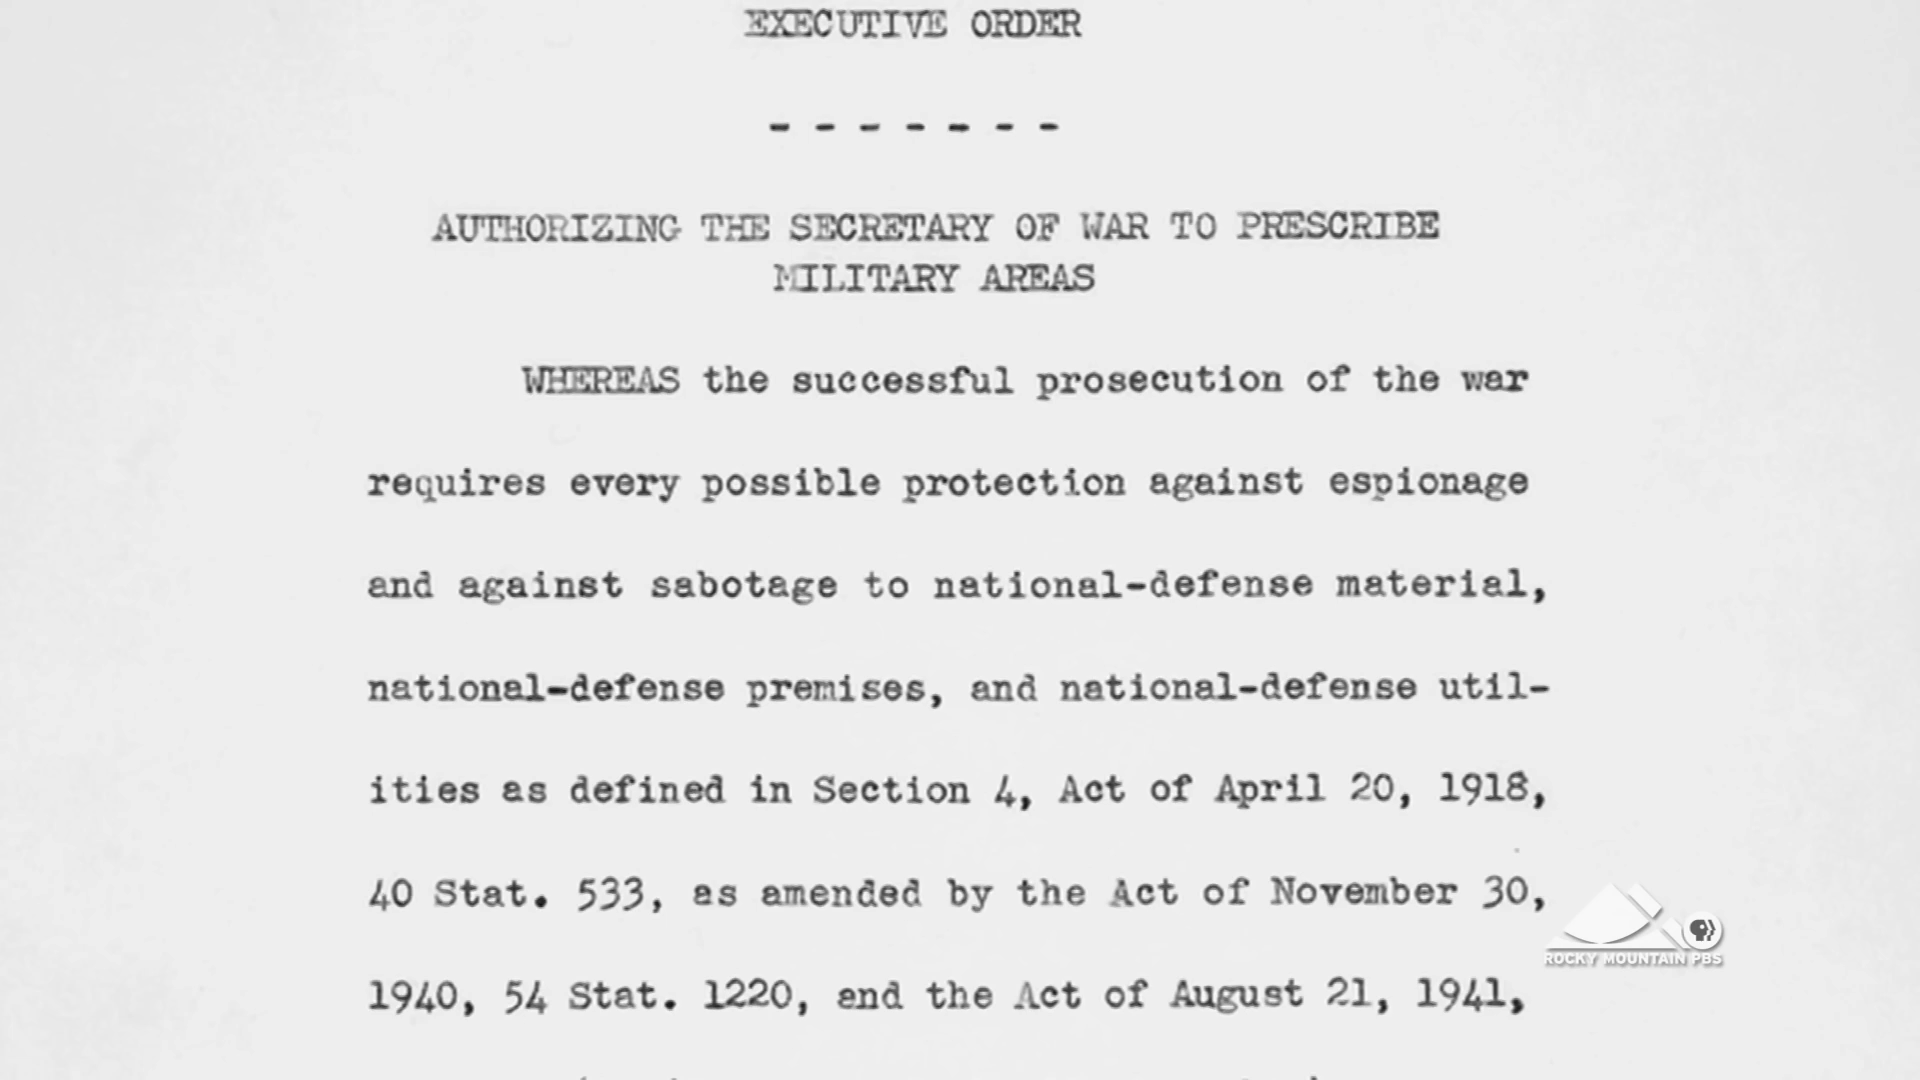 EXECUTIVE ORDER
- - - - - - -
AUTHORIZING THE SECRETARY OF WAR TO PRESCRIBE
MILITARY AREAS
WHEREAS the successful prosecution of the war
requires every possible protection against espionage
and against sabotage to national-defense material,
national-defense premises, and national-defense util-
ities as defined in Section 4, Act of April 20, 1918,
40 Stat. 533, as amended by the Act of November 30,
1940, 54 Stat. 1220, and the Act of August 21, 1941,
ROCKY MOUNTAIN PBS